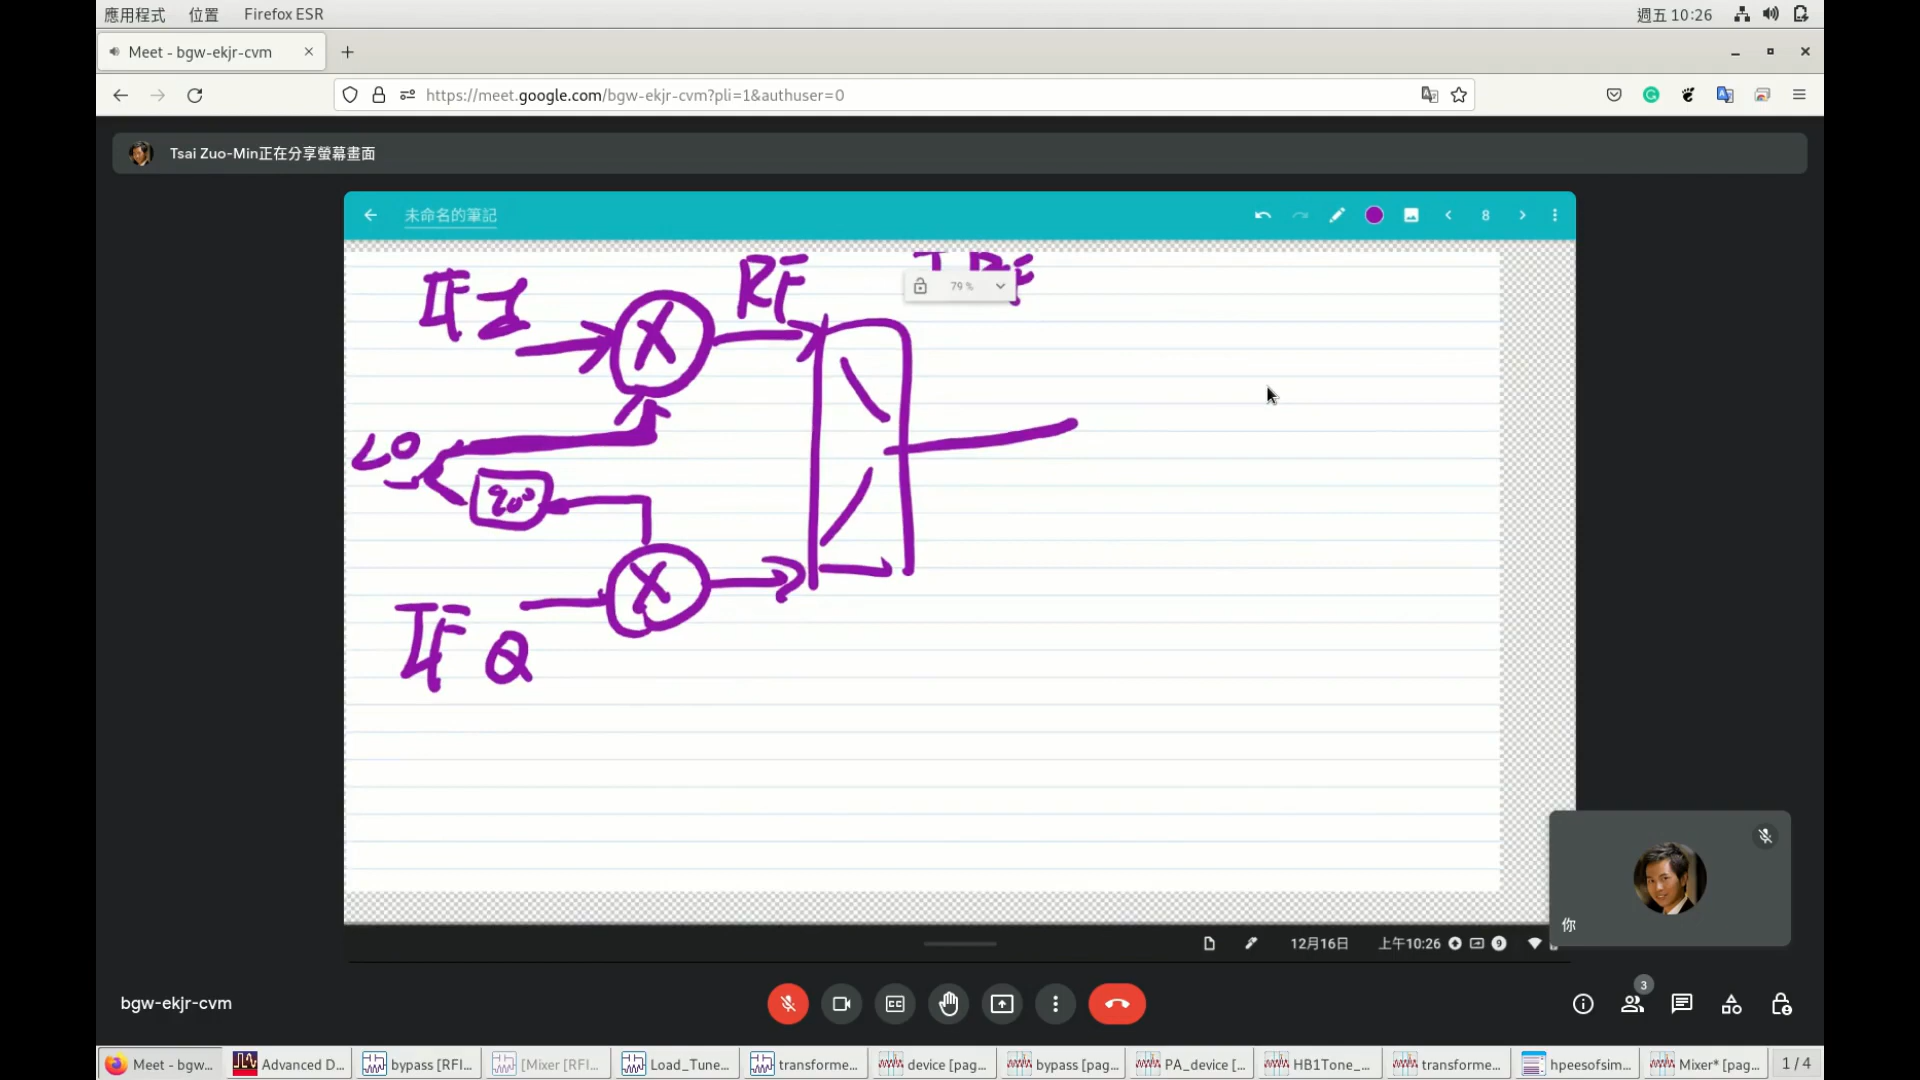 應用程式 位置 Firefox ESR 週五 10:26
Meet - bgw-ekjr-cvm
https://meet.google.com/bgw-ekjr-cvm?pli=1&authuser=0
Tsai Zuo-Min正在分享螢幕畫面
未命名的筆記 8
IF I
RF
79 %
X
LO
90°
X
IF Q
你
12月16日 上午10:26 9
bgw-ekjr-cvm
3
Meet - bgw... Advanced D... bypass [RFI... [Mixer [RFI... Load_Tune... transforme... device [pag... bypass [pag... PA_device [... HB1Tone_... transforme... hpeesofsim... Mixer* [pag... 1 / 4